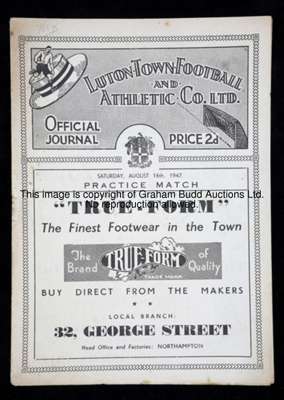 LUTON TOWN FOOTBALL
AND
ATHLETIC CO. LTD.
OFFICIAL
JOURNAL
PRICE 2d
SATURDAY, AUGUST 16th, 1947
PRACTICE MATCH
This image is copyright of Graham Budd Auctions Ltd.
No reproduction allowed.
"TRUE-FORM"
The Finest Footwear in the Town
The Brand
TRUE-FORM
TRADE MARK
of Quality
BUY DIRECT FROM THE MAKERS
LOCAL BRANCH:
32, GEORGE STREET
Head Office and Factories: NORTHAMPTON